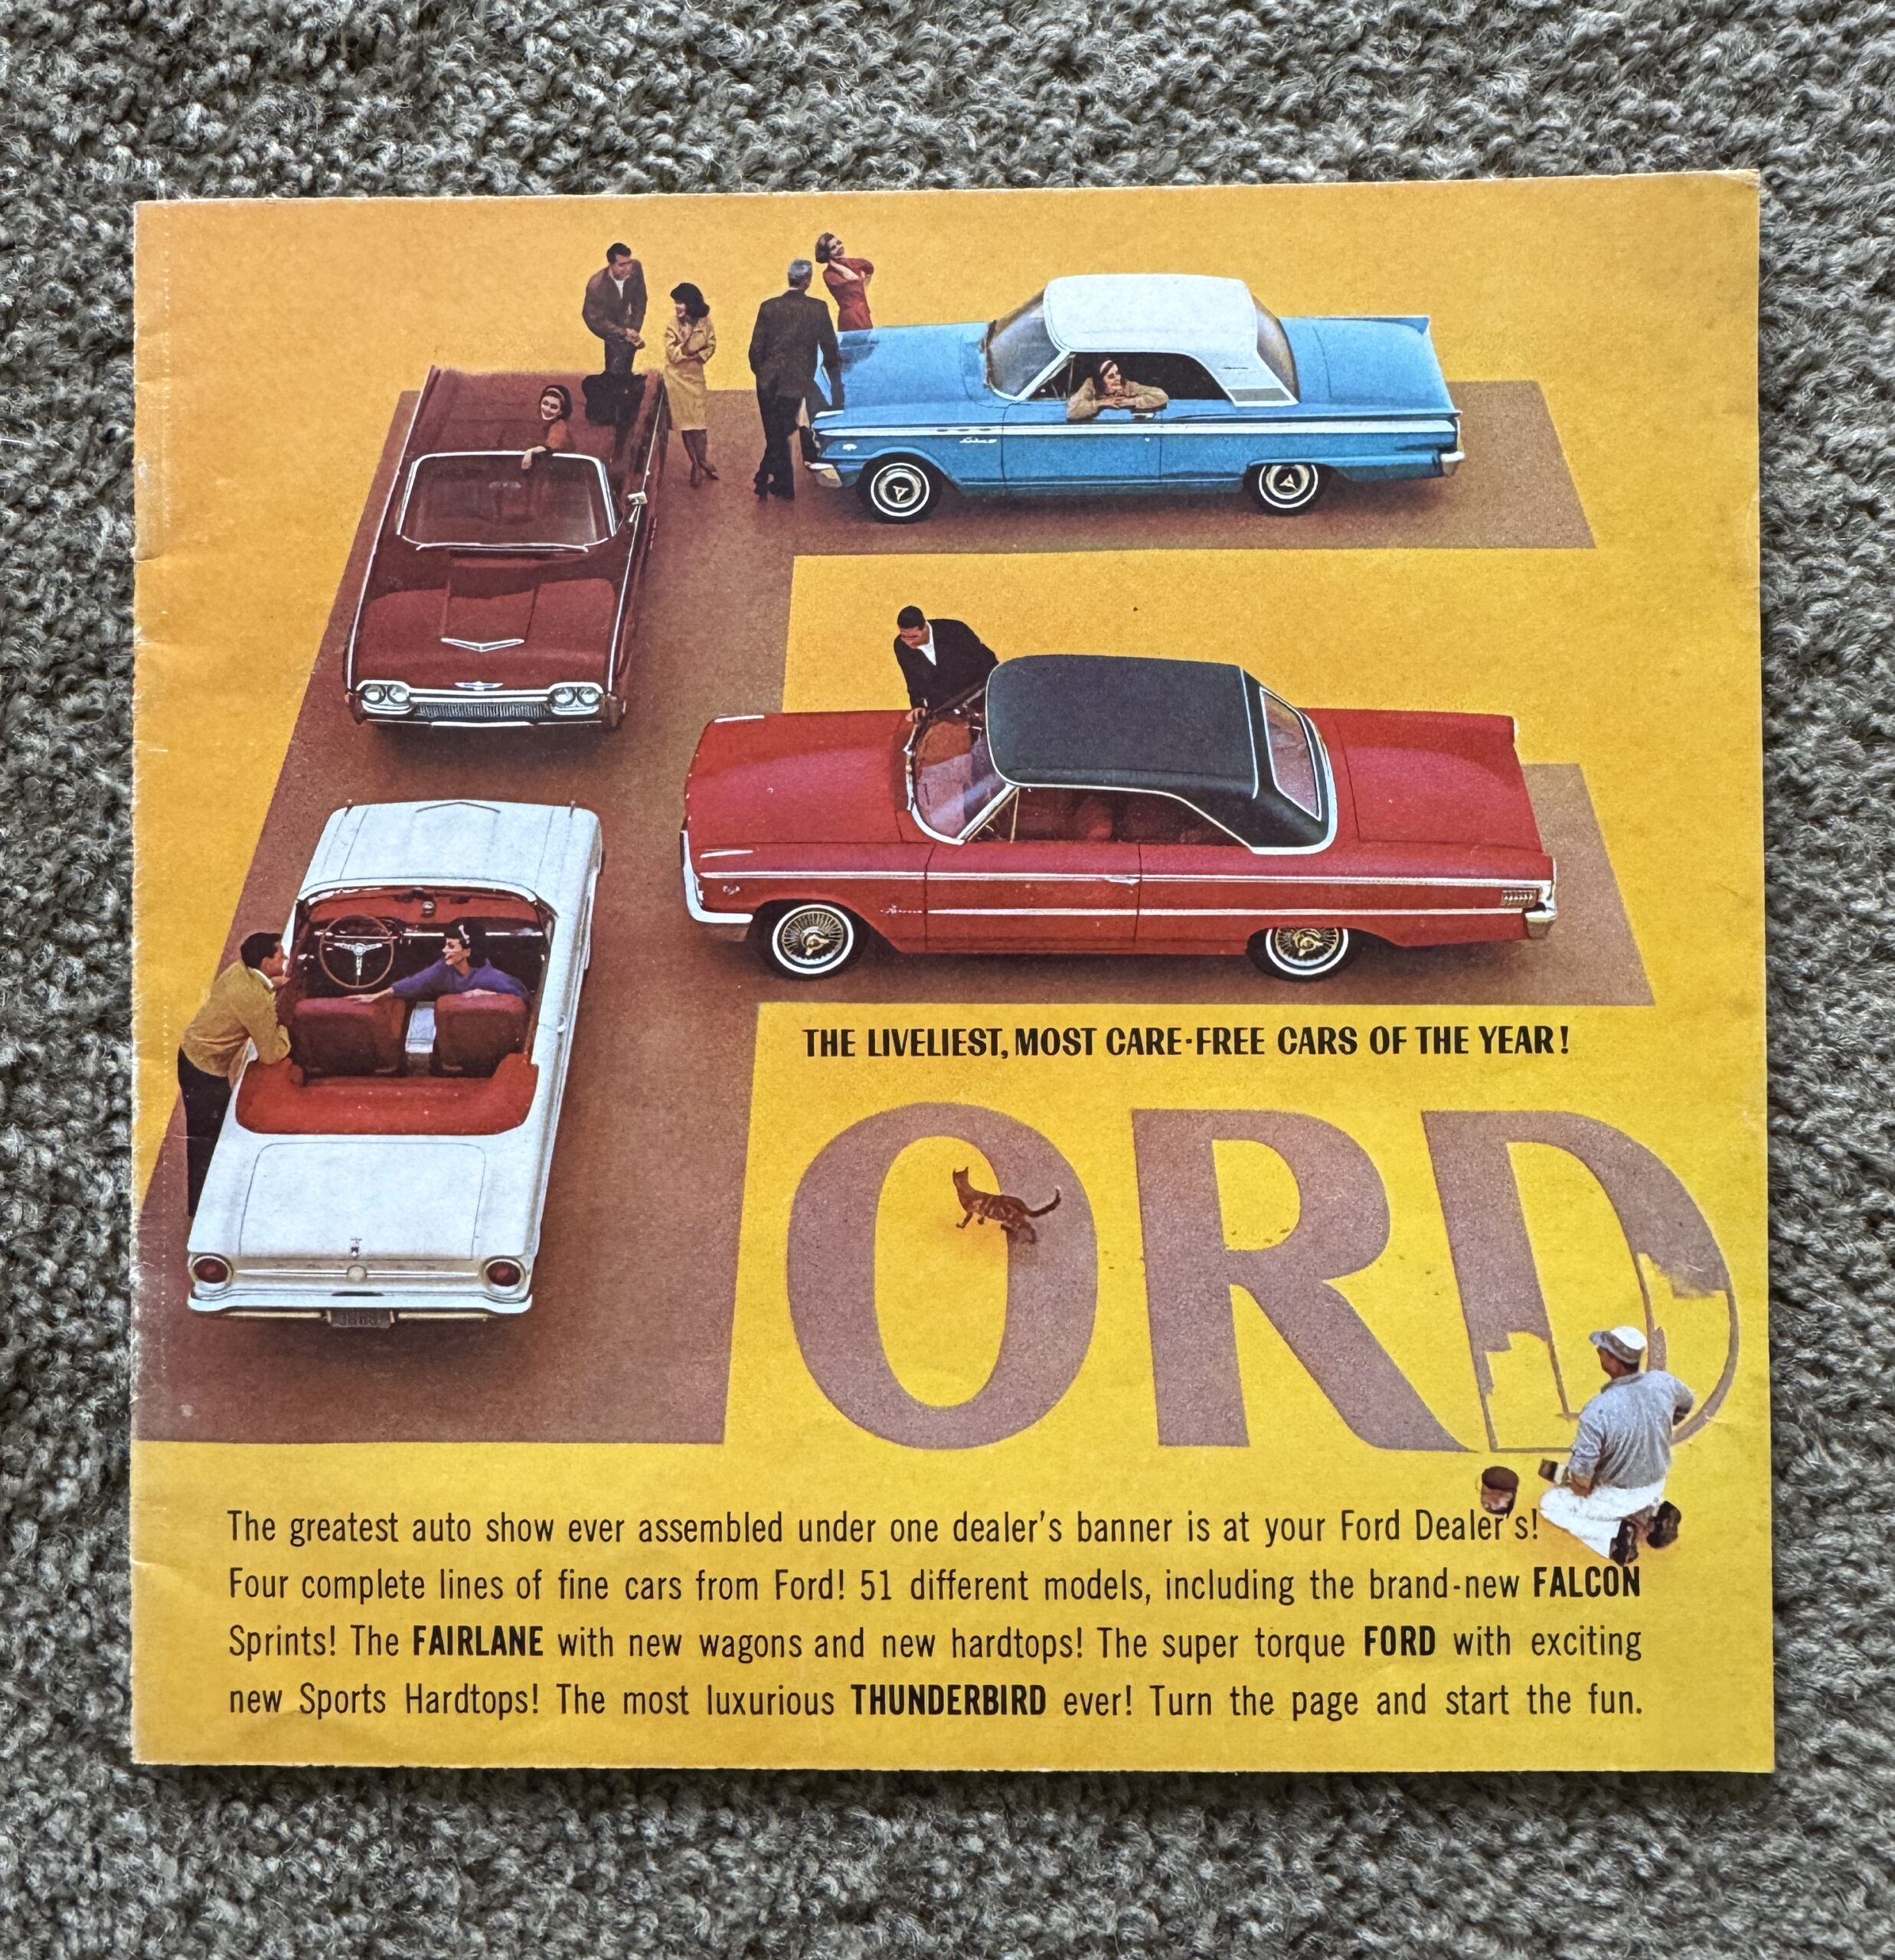 THE LIVELIEST, MOST CARE-FREE CARS OF THE YEAR!
FORD
The greatest auto show ever assembled under one dealer's banner is at your Ford Dealer's!
Four complete lines of fine cars from Ford! 51 different models, including the brand-new FALCON
Sprints! The FAIRLANE with new wagons and new hardtops! The super torque FORD with exciting
new Sports Hardtops! The most luxurious THUNDERBIRD ever! Turn the page and start the fun.